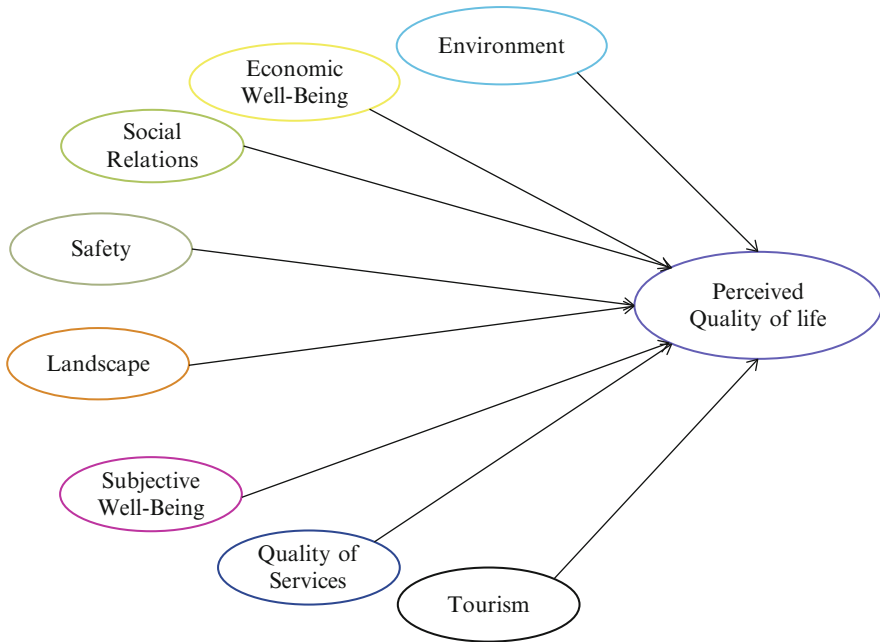 Environment
Economic
Well-Being
Social
Relations
Safety
Perceived
Quality of life
Landscape
Subjective
Well-Being
Quality of
Services
Tourism